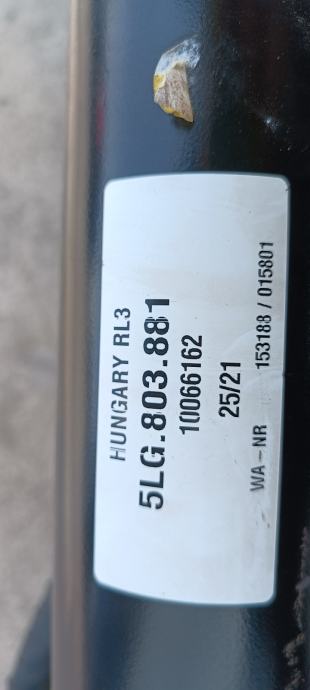 HUNGARY RL3
5LG.803.881
10066162
25/21
WA-NR 153188 / 015801